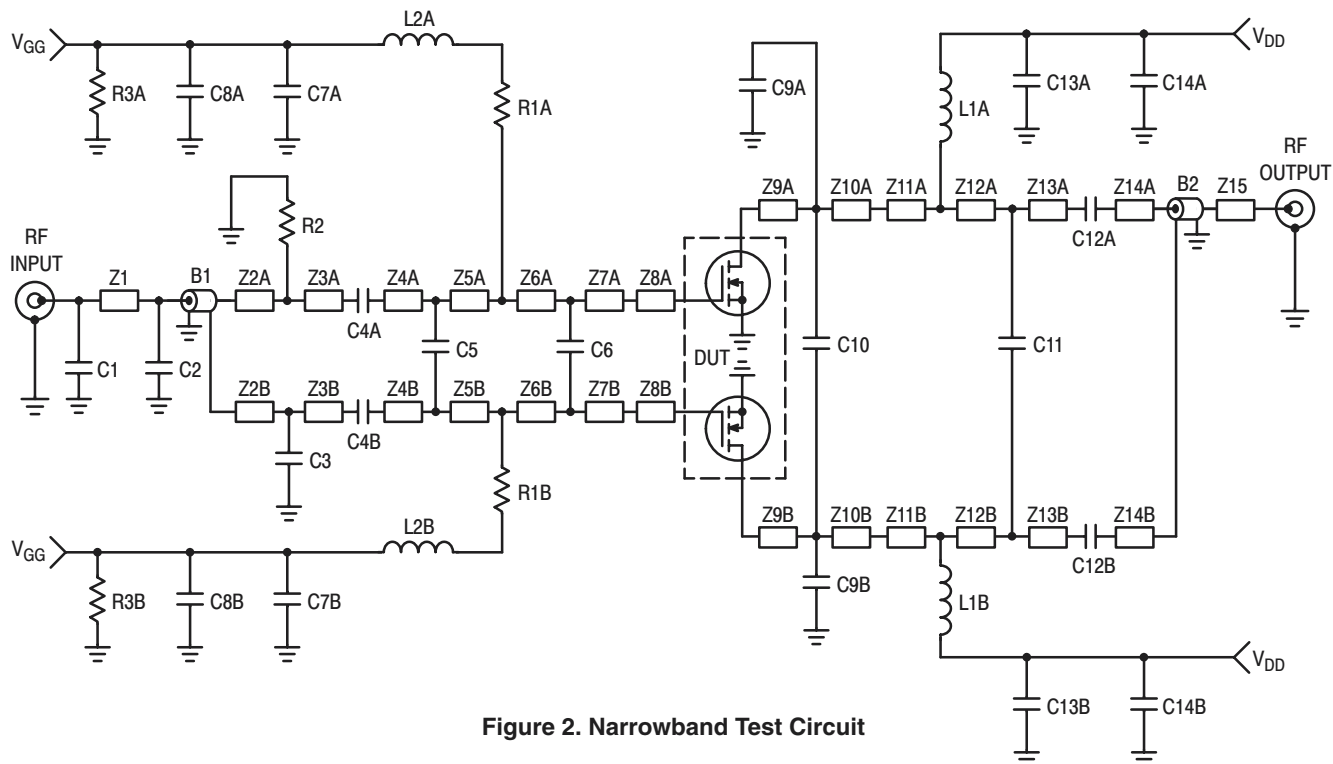 L2A
VGG
VDD
R3A
C8A
C7A
R1A
C9A
L1A
C13A
C14A
RF
OUTPUT
R2
Z9A
Z10A
Z11A
Z12A
Z13A
Z14A
B2
Z15
C12A
RF
INPUT
Z1
B1
Z2A
Z3A
Z4A
Z5A
Z6A
Z7A
Z8A
C4A
C1
C2
C5
C6
DUT
C10
C11
Z2B
Z3B
Z4B
Z5B
Z6B
Z7B
Z8B
C4B
C3
R1B
Z9B
Z10B
Z11B
Z12B
Z13B
Z14B
C12B
L2B
VGG
R3B
C8B
C7B
C9B
L1B
VDD
C13B
C14B
Figure 2. Narrowband Test Circuit